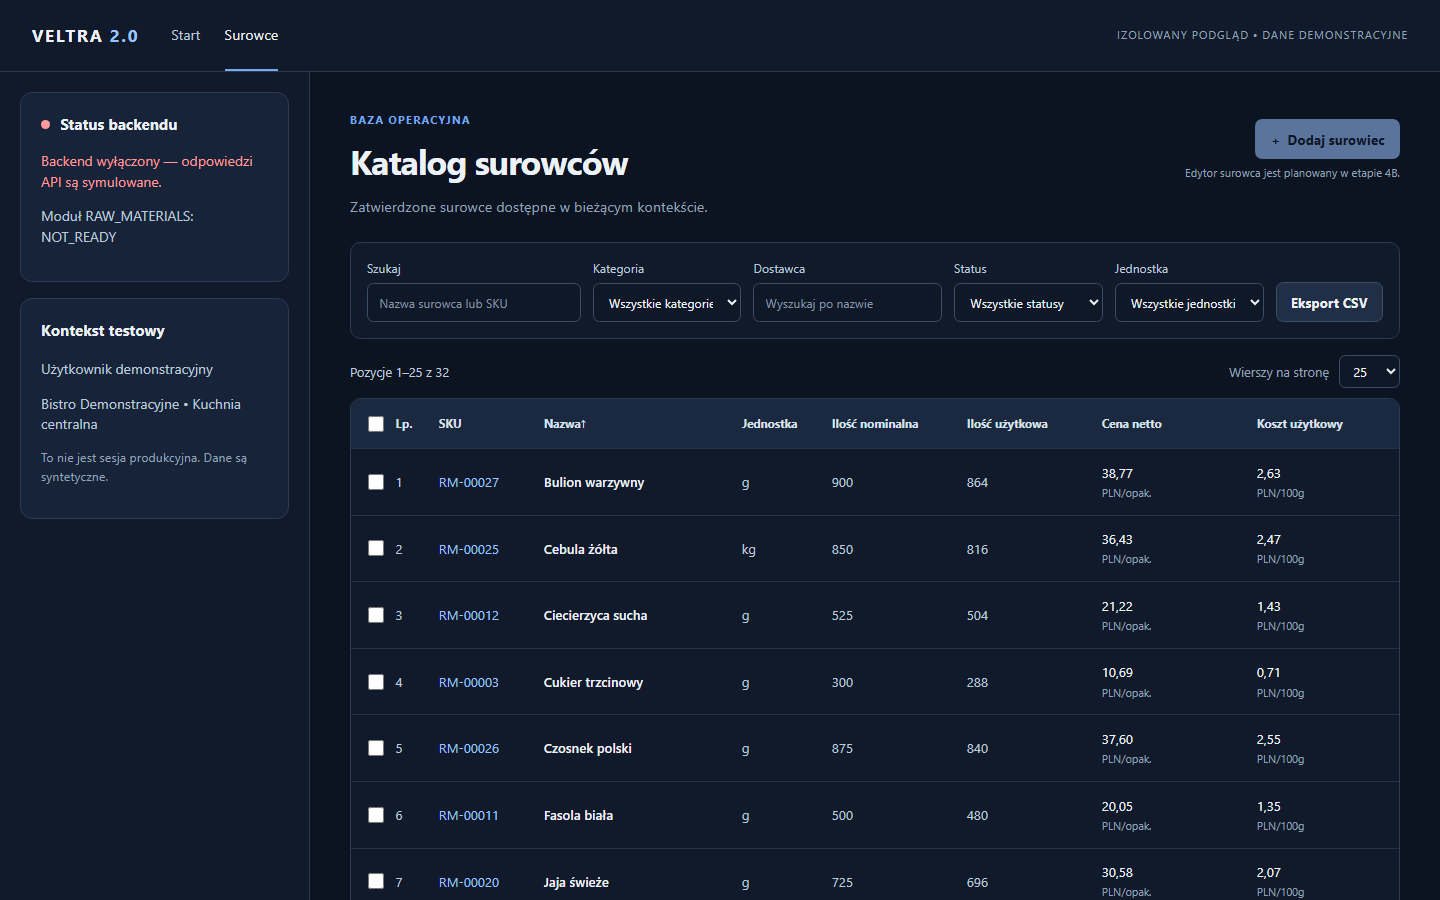 VELTRA 2.0
Start
Surowce
IZOLOWANY PODGLĄD • DANE DEMONSTRACYJNE
Status backendu
Backend wyłączony — odpowiedzi
API są symulowane.
Moduł RAW_MATERIALS:
NOT_READY
Kontekst testowy
Użytkownik demonstracyjny
Bistro Demonstracyjne • Kuchnia
centralna
To nie jest sesja produkcyjna. Dane są
syntetyczne.
BAZA OPERACYJNA
Katalog surowców
Zatwierdzone surowce dostępne w bieżącym kontekście.
+ Dodaj surowiec
Edytor surowca jest planowany w etapie 4B.
Szukaj
Nazwa surowca lub SKU
Kategoria
Wszystkie kategorie
Dostawca
Wyszukaj po nazwie
Status
Wszystkie statusy
Jednostka
Wszystkie jednostki
Eksport CSV
Pozycje 1–25 z 32
Wierszy na stronę 25
Lp. SKU Nazwa↑ Jednostka Ilość nominalna Ilość użytkowa Cena netto Koszt użytkowy
1 RM-00027 Bulion warzywny g 900 864 38,77 2,63
PLN/opak. PLN/100g
2 RM-00025 Cebula żółta kg 850 816 36,43 2,47
PLN/opak. PLN/100g
3 RM-00012 Ciecierzyca sucha g 525 504 21,22 1,43
PLN/opak. PLN/100g
4 RM-00003 Cukier trzcinowy g 300 288 10,69 0,71
PLN/opak. PLN/100g
5 RM-00026 Czosnek polski g 875 840 37,60 2,55
PLN/opak. PLN/100g
6 RM-00011 Fasola biała g 500 480 20,05 1,35
PLN/opak. PLN/100g
7 RM-00020 Jaja świeże g 725 696 30,58 2,07
PLN/opak. PLN/100g